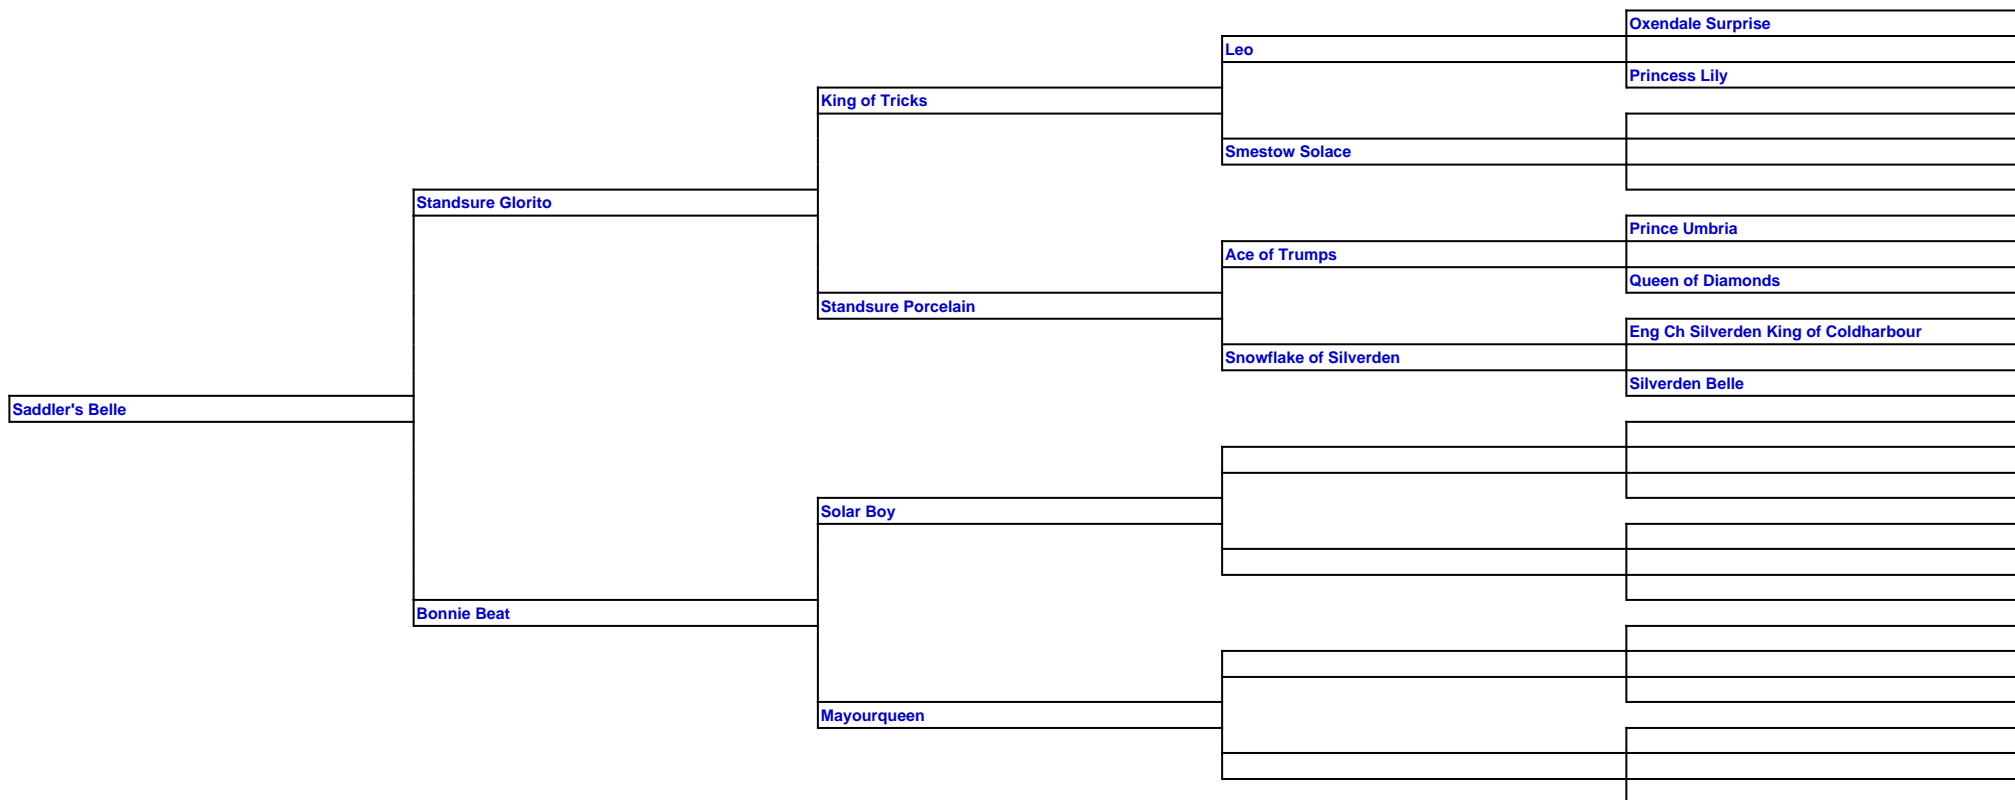 Oxendale Surprise
Leo
Princess Lily
King of Tricks
Smestow Solace
Standsure Glorito
Prince Umbria
Ace of Trumps
Queen of Diamonds
Standsure Porcelain
Eng Ch Silverden King of Coldharbour
Snowflake of Silverden
Silverden Belle
Saddler's Belle
Solar Boy
Bonnie Beat
Mayourqueen